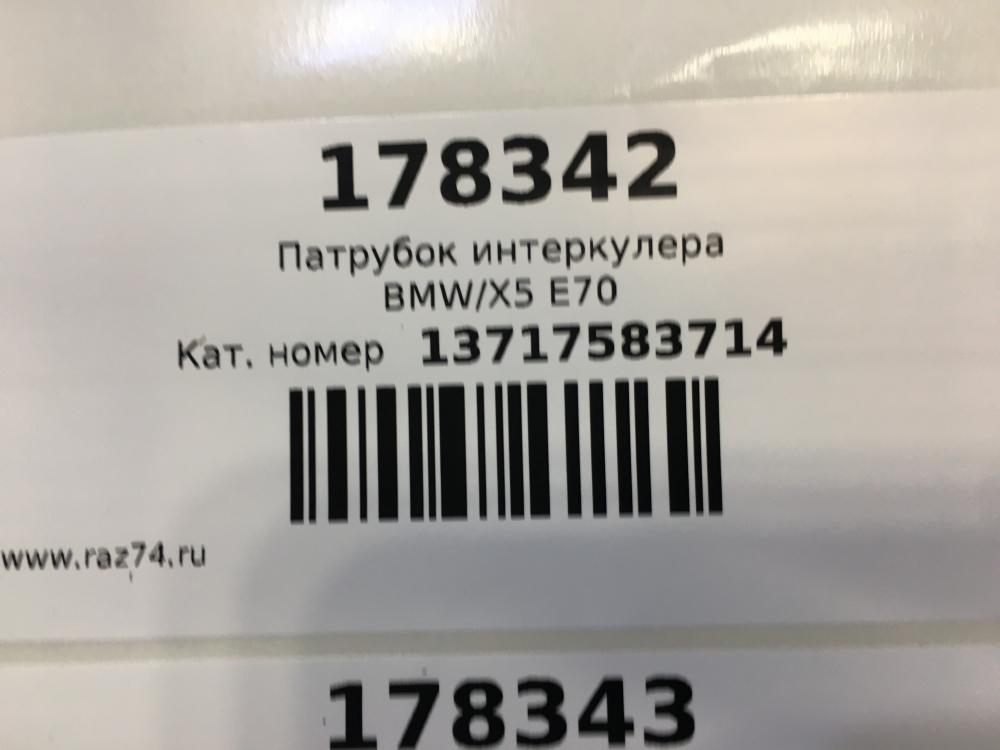 178342
Патрубок интеркулера
BMW/X5 E70
Кат. номер 13717583714
www.raz74.ru
178343